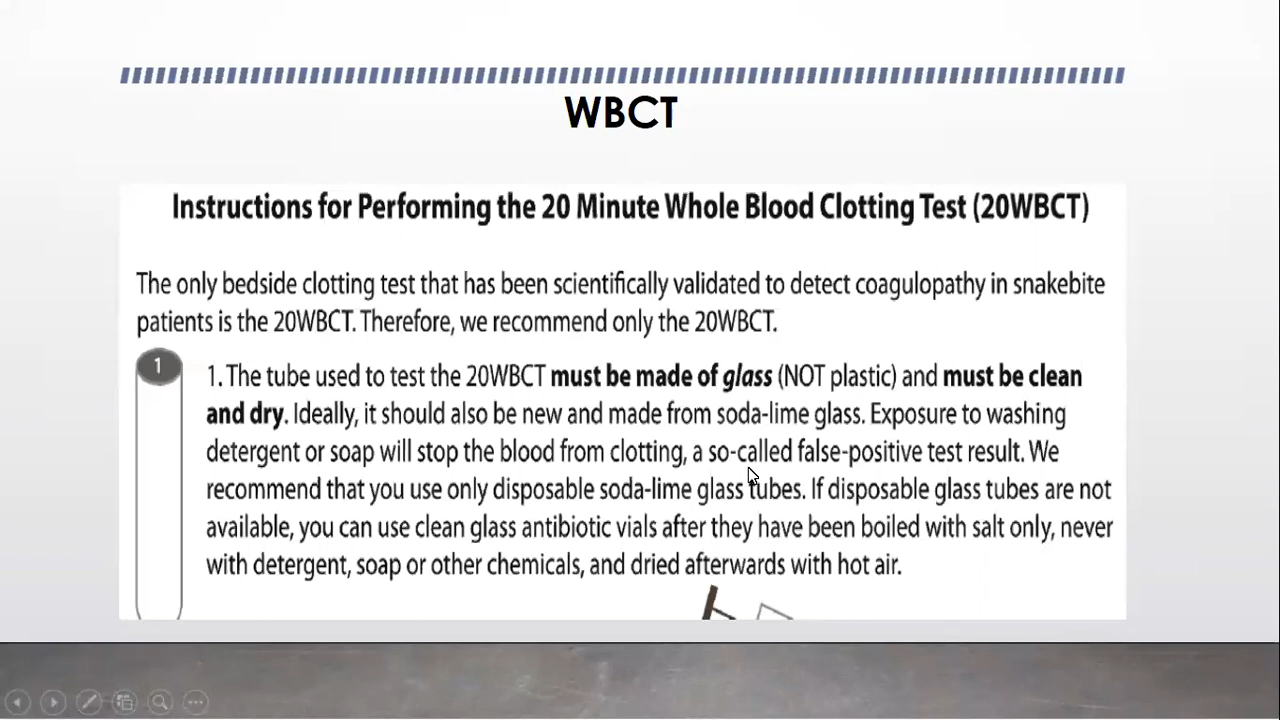 WBCT
Instructions for Performing the 20 Minute Whole Blood Clotting Test (20WBCT)
The only bedside clotting test that has been scientifically validated to detect coagulopathy in snakebite
patients is the 20WBCT. Therefore, we recommend only the 20WBCT.
1
1. The tube used to test the 20WBCT must be made of glass (NOT plastic) and must be clean
and dry. Ideally, it should also be new and made from soda-lime glass. Exposure to washing
detergent or soap will stop the blood from clotting, a so-called false-positive test result. We
recommend that you use only disposable soda-lime glass tubes. If disposable glass tubes are not
available, you can use clean glass antibiotic vials after they have been boiled with salt only, never
with detergent, soap or other chemicals, and dried afterwards with hot air.